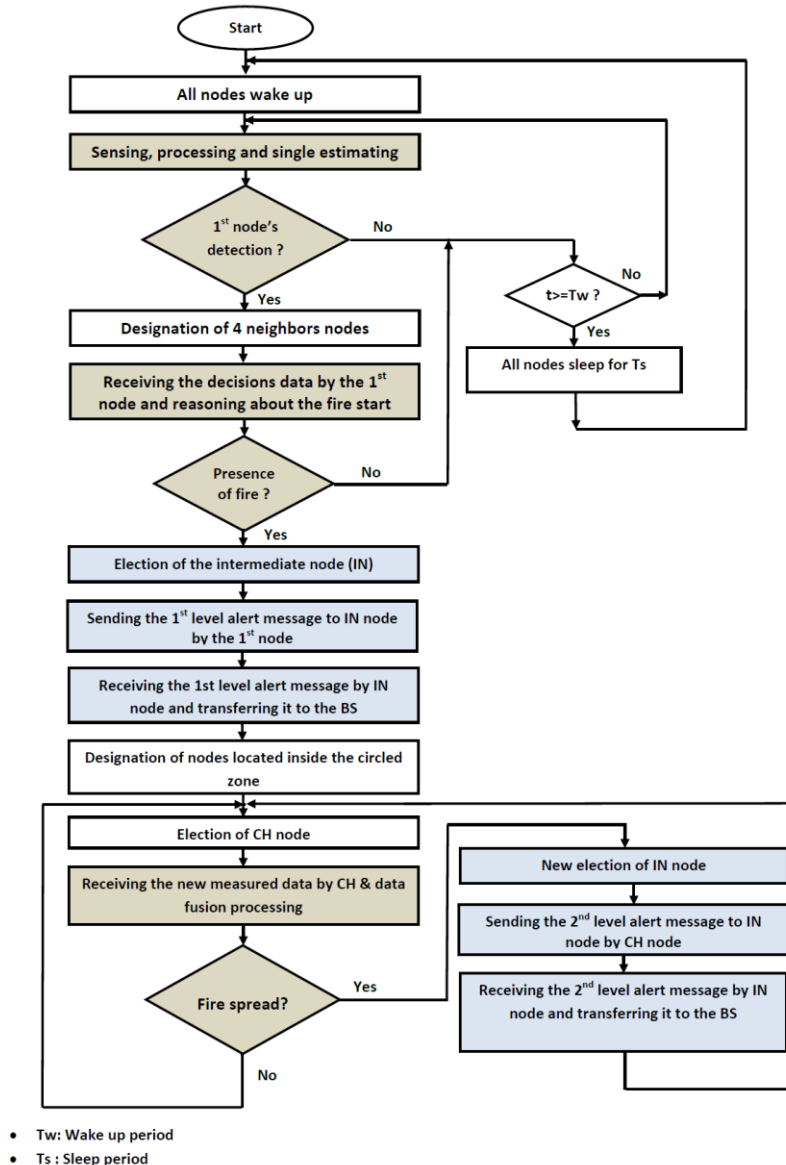 Start
All nodes wake up
Sensing, processing and single estimating
1st node's
detection ?
No
Yes
t>=Tw ?
No
Yes
All nodes sleep for Ts
Designation of 4 neighbors nodes
Receiving the decisions data by the 1st
node and reasoning about the fire start
Presence
of fire ?
No
Yes
Election of the intermediate node (IN)
Sending the 1st level alert message to IN node
by the 1st node
Receiving the 1st level alert message by IN
node and transferring it to the BS
Designation of nodes located inside the circled
zone
Election of CH node
Receiving the new measured data by CH & data
fusion processing
Fire spread?
Yes
No
New election of IN node
Sending the 2nd level alert message to IN
node by CH node
Receiving the 2nd level alert message by IN
node and transferring it to the BS
• Tw: Wake up period
• Ts : Sleep period